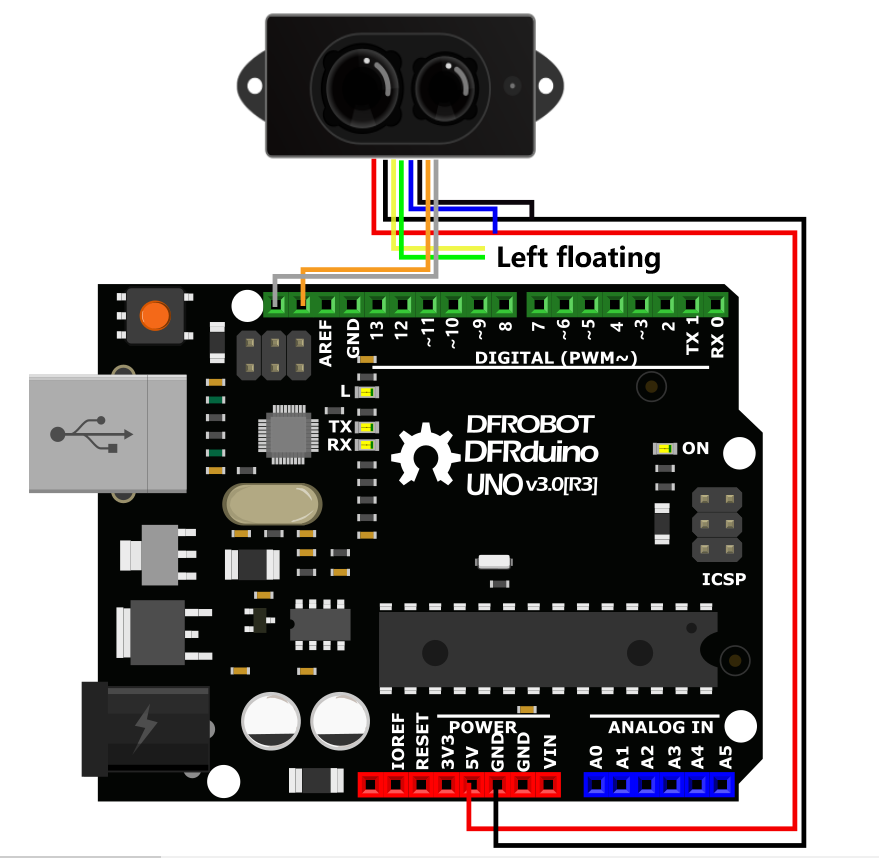 Left floating
AREF
GND
13
12
~11
~10
~9
8
7
~6
~5
4
~3
2
TX 1
RX 0
DIGITAL (PWM~)
L
TX
RX
DFROBOT
DFRduino
UNO v3.0[R3]
ON
ICSP
POWER
ANALOG IN
IOREF
RESET
3V3
5V
GND
GND
VIN
A0
A1
A2
A3
A4
A5